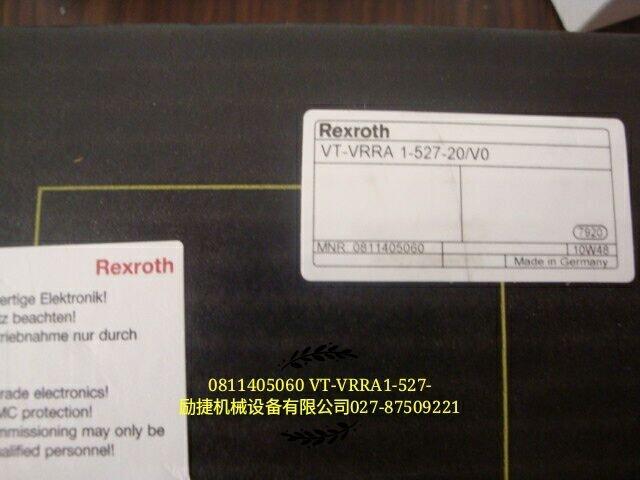 Rexroth
VT-VRRA 1-527-20/V0
7920
MNR. 0811405060
10W48
Made in Germany
Rexroth
ertige Elektronik!
z beachten!
riebnahme nur durch
rade electronics!
MC protection!
mmissioning may only be
ualified personnel!
0811405060 VT-VRRA1-527-
励捷机械设备有限公司027-87509221